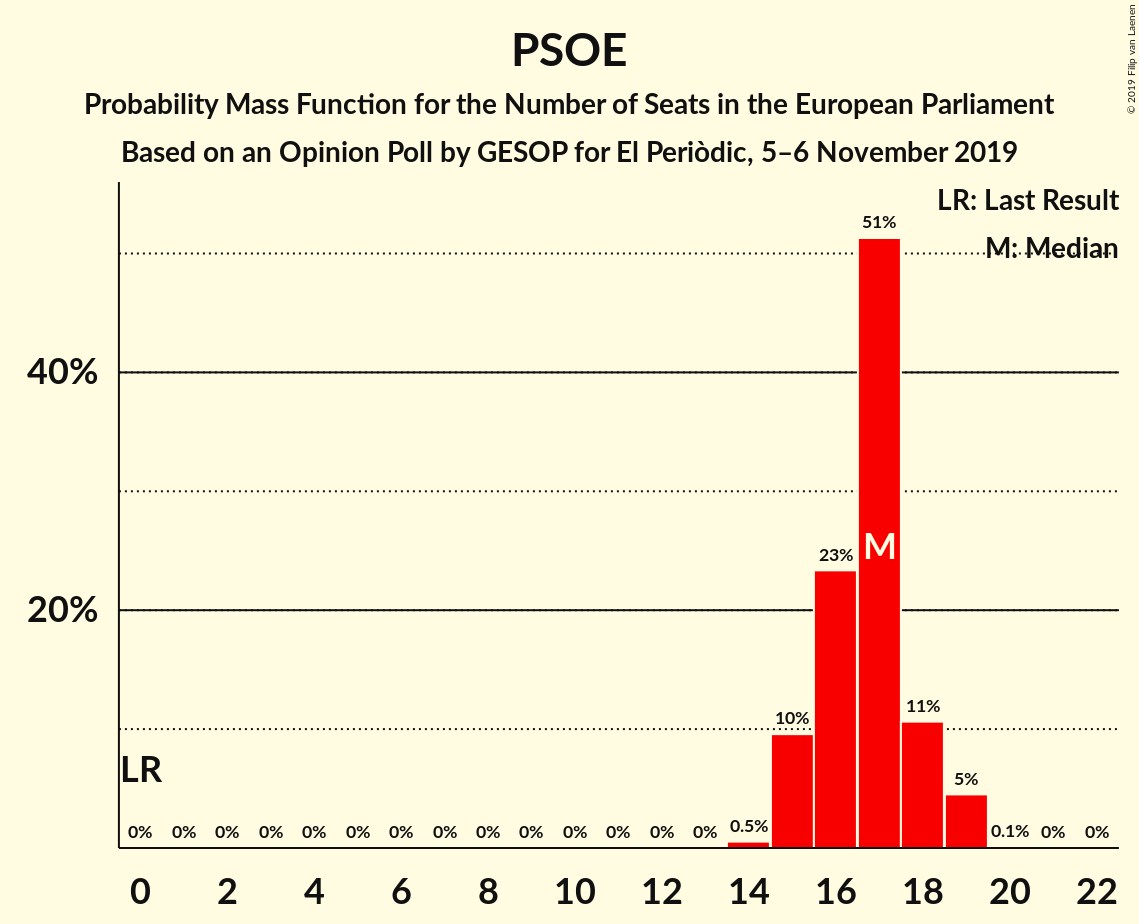 PSOE
Probability Mass Function for the Number of Seats in the European Parliament
Based on an Opinion Poll by GESOP for El Periòdic, 5–6 November 2019
© 2019 Filip van Laenen
LR: Last Result
M: Median
40%
20%
LR
M
0% 0% 0% 0% 0% 0% 0% 0% 0% 0% 0% 0% 0% 0% 0.5% 10% 23% 51% 11% 5% 0.1% 0% 0%
0 2 4 6 8 10 12 14 16 18 20 22